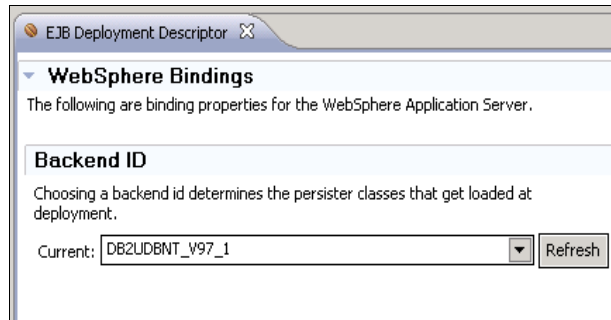 EJB Deployment Descriptor
WebSphere Bindings
The following are binding properties for the WebSphere Application Server.
Backend ID
Choosing a backend id determines the persister classes that get loaded at
deployment.
Current: DB2UDBNT_V97_1 Refresh